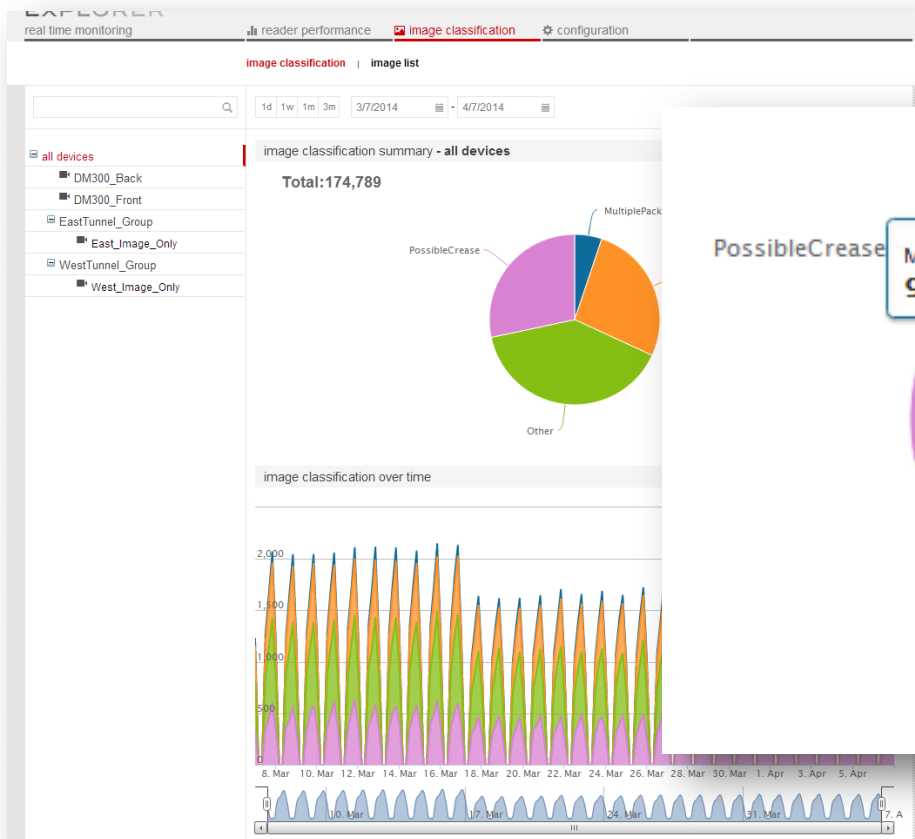 EXPLORER
real time monitoring
reader performance
image classification
configuration
image classification | image list
1d 1w 1m 3m 3/7/2014 - 4/7/2014
all devices
DM300_Back
DM300_Front
EastTunnel_Group
East_Image_Only
WestTunnel_Group
West_Image_Only
image classification summary - all devices
Total:174,789
MultiplePack
PossibleCrease
Other
PossibleCrease
image classification over time
2,000
1,500
1,000
500
0
8. Mar 10. Mar 12. Mar 14. Mar 16. Mar 18. Mar 20. Mar 22. Mar 24. Mar 26. Mar 28. Mar 30. Mar 1. Apr 3. Apr 5. Apr
10. Mar 17. Mar 24. Mar 31. Mar 7. A